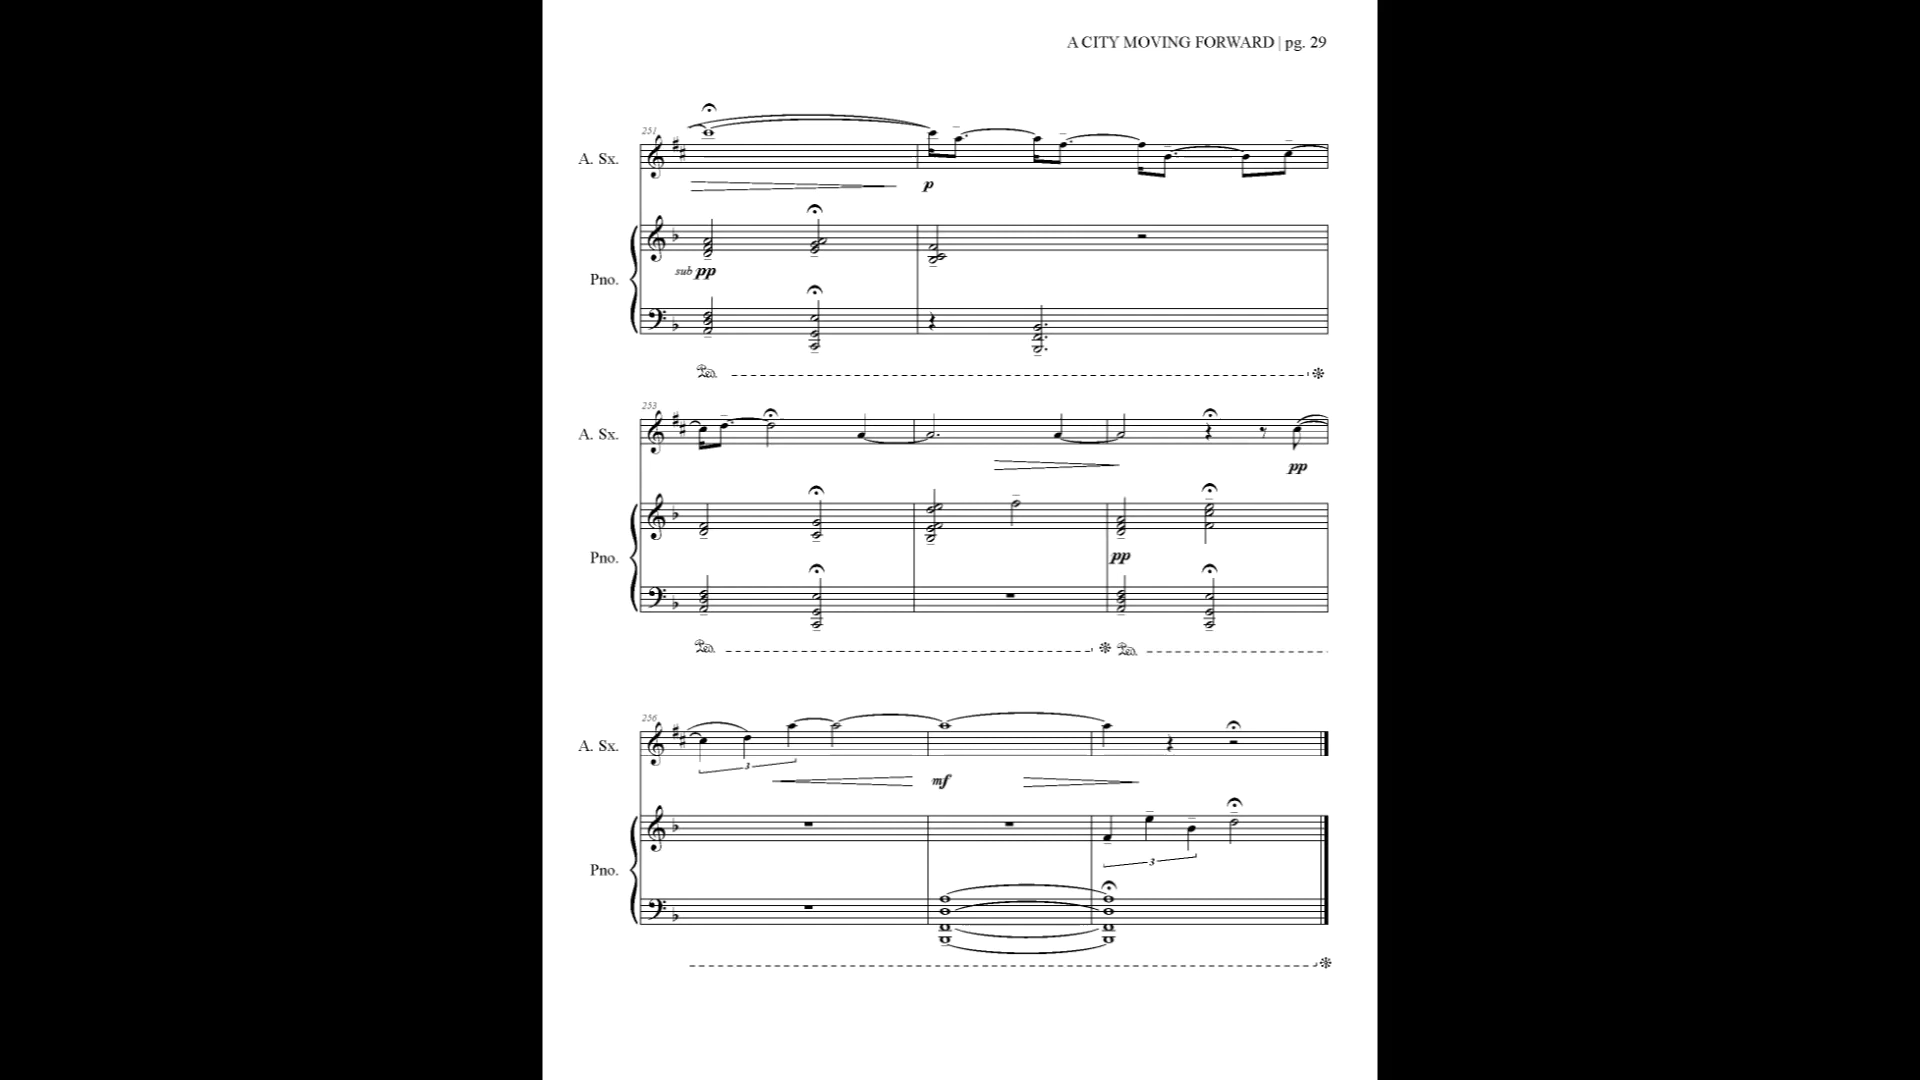 A CITY MOVING FORWARD | pg. 29
251
A. Sx.
p
sub pp
Pno.
253
A. Sx.
pp
Pno.
pp
256
A. Sx.
3
mf
Pno.
3